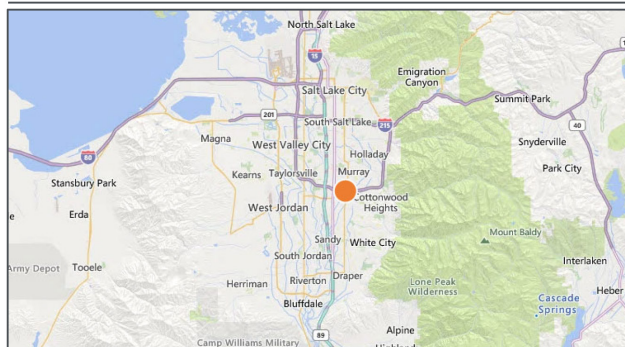 North Salt Lake
15
Emigration
Canyon
Salt Lake City
Summit Park
201
South Salt Lake
215
40
Magna
West Valley City
Holladay
Snyderville
80
Kearns
Taylorsville
Murray
Park City
Stansbury Park
Cottonwood
Heights
West Jordan
e
Erda
Mount Baldy
Sandy
White City
Army Depot
Tooele
South Jordan
Interlaken
Herriman
Riverton
Draper
Lone Peak
Wilderness
Heber
Bluffdale
Cascade
Springs
89
Alpine
Camp Williams Military
Highland